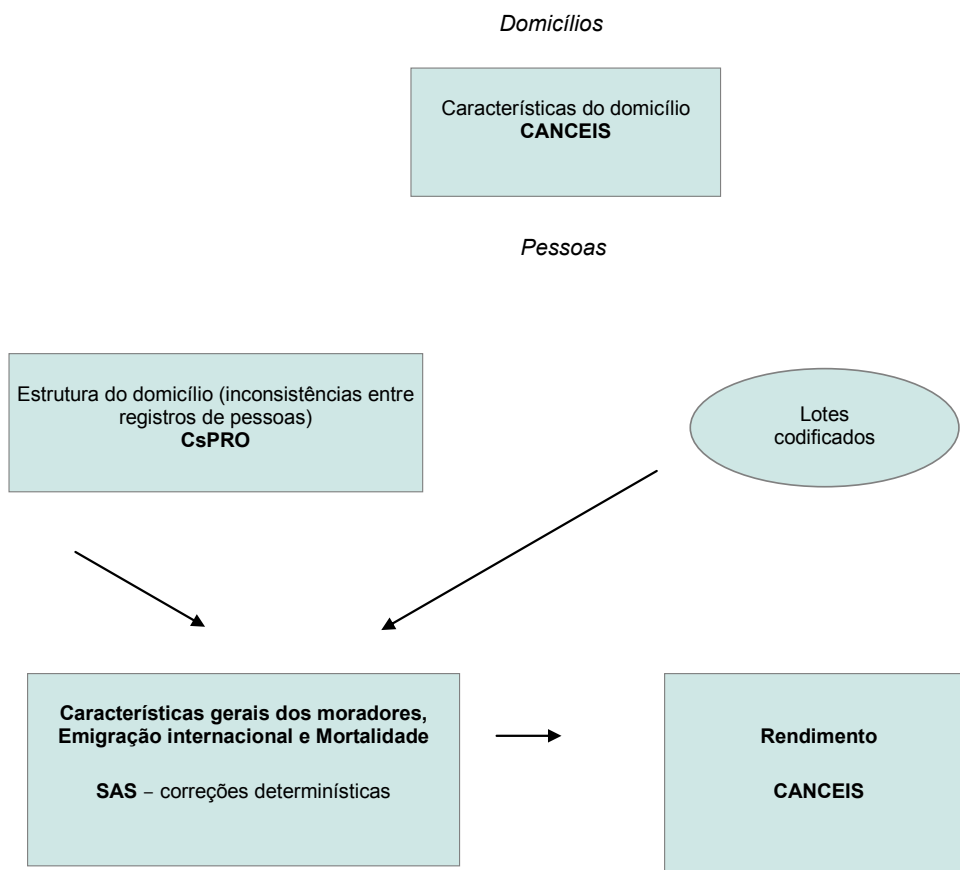 Domicílios
Características do domicílio
CANCEIS
Pessoas
Estrutura do domicílio (inconsistências entre
registros de pessoas)
CsPRO
Lotes
codificados
Características gerais dos moradores,
Emigração internacional e Mortalidade
SAS – correções determinísticas
Rendimento
CANCEIS